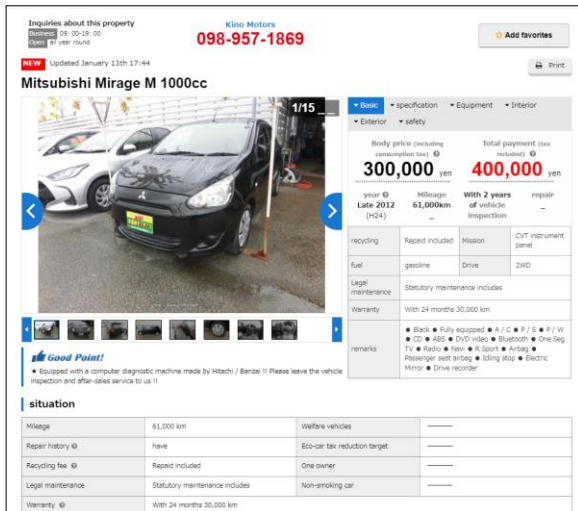 Inquiries about this property
Business 09: 00-19: 00
Open all year round
Kino Motors
098-957-1869
Add favorites
NEW Updated January 13th 17:44
Print
Mitsubishi Mirage M 1000cc
1/15
Basic specification Equipment Interior
Exterior safety
Body price (including consumption tax)
300,000 yen
Total payment (tax included)
400,000 yen
year
Late 2012
(H24)
Mileage
61,000km
With 2 years of vehicle inspection
repair
recycling Repaid included Mission CVT instrument panel
fuel gasoline Drive 2WD
Legal maintenance Statutory maintenance includes
Warranty With 24 months 30,000 km
remarks
● Black ● Fully equipped ● A / C ● P / S ● P / W
● CD ● ABS ● DVD video ● Bluetooth ● One Seg
TV ● Radio ● Navi ● R Sport ● Airbag ●
Passenger seat airbag ● Idling stop ● Electric
Mirror ● Drive recorder
Good Point!
★ Equipped with a computer diagnostic machine made by Hitachi / Banzai !! Please leave the vehicle
inspection and after-sales service to us !!
situation
Mileage 61,000 km Welfare vehicles ———
Repair history have Eco-car tax reduction target ———
Recycling fee Repaid included One owner ———
Legal maintenance Statutory maintenance includes Non-smoking car ———
Warranty With 24 months 30,000 km